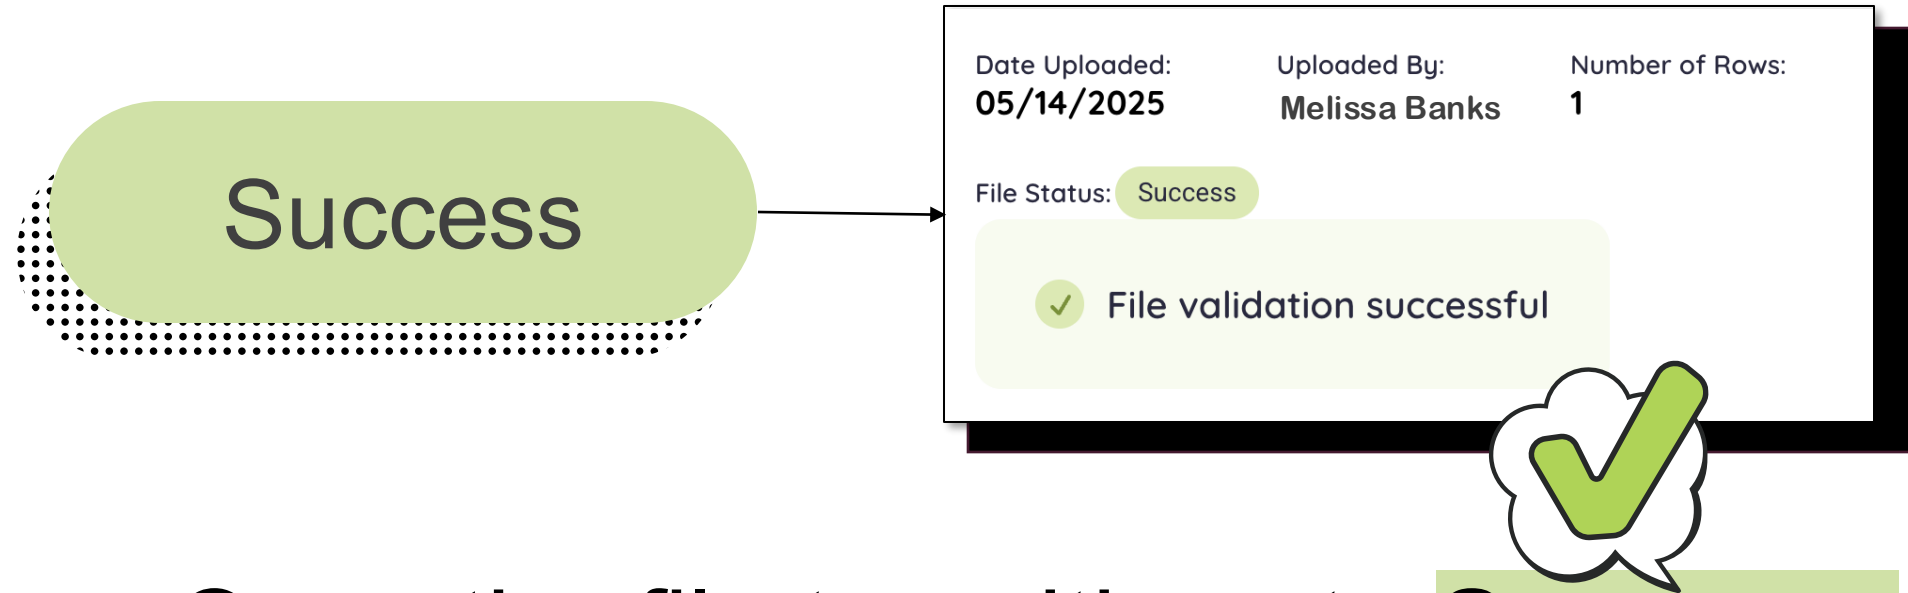 Success
Date Uploaded: Uploaded By: Number of Rows:
05/14/2025 Melissa Banks 1
File Status: Success
File validation successful